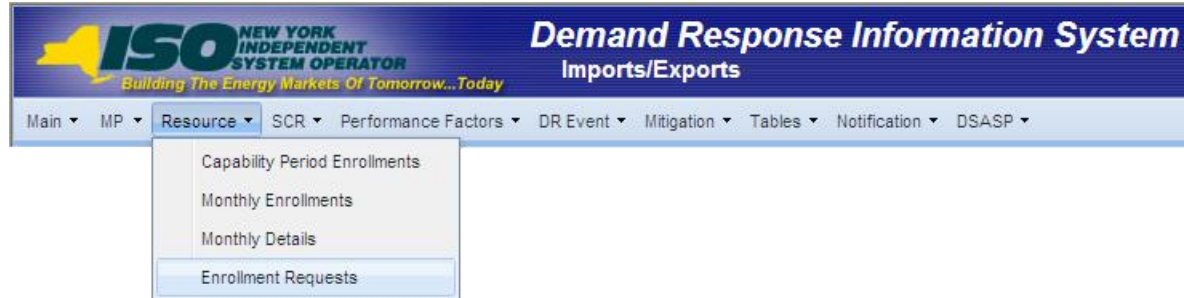 ISO NEW YORK
INDEPENDENT
SYSTEM OPERATOR
Building The Energy Markets Of Tomorrow...Today
Demand Response Information System
Imports/Exports
Main MP Resource SCR Performance Factors DR Event Mitigation Tables Notification DSASP
Capability Period Enrollments
Monthly Enrollments
Monthly Details
Enrollment Requests